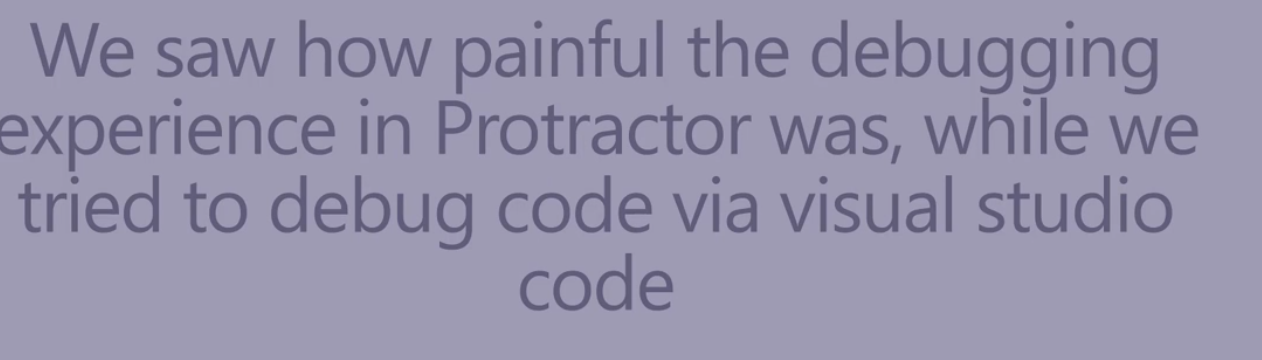 We saw how painful the debugging
experience in Protractor was, while we
tried to debug code via visual studio
code